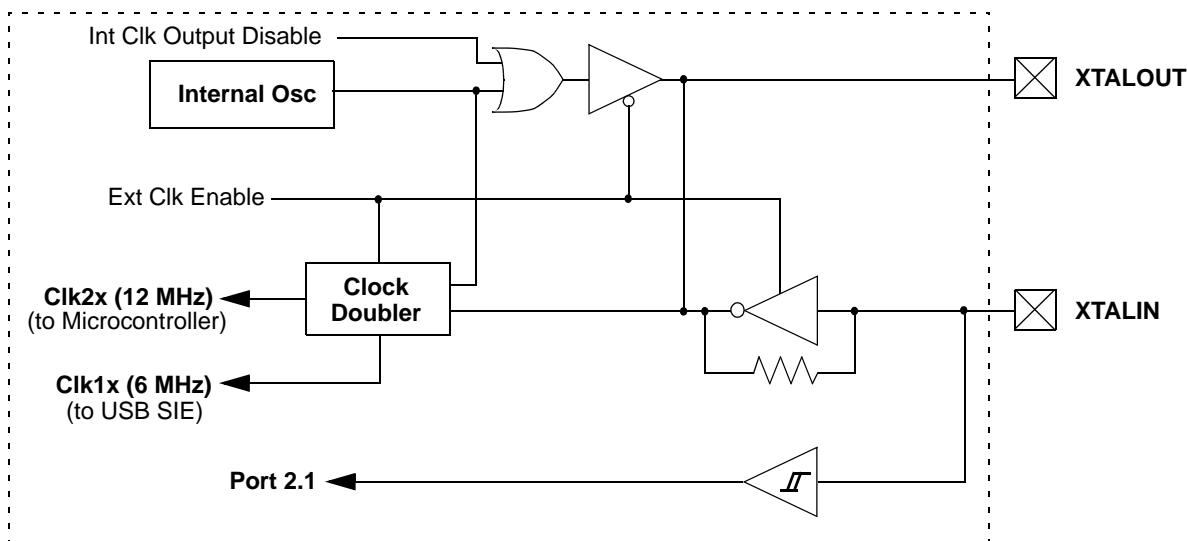 Int Clk Output Disable
Internal Osc
XTALOUT
Ext Clk Enable
Clock
Doubler
Clk2x (12 MHz)
(to Microcontroller)
XTALIN
Clk1x (6 MHz)
(to USB SIE)
Port 2.1